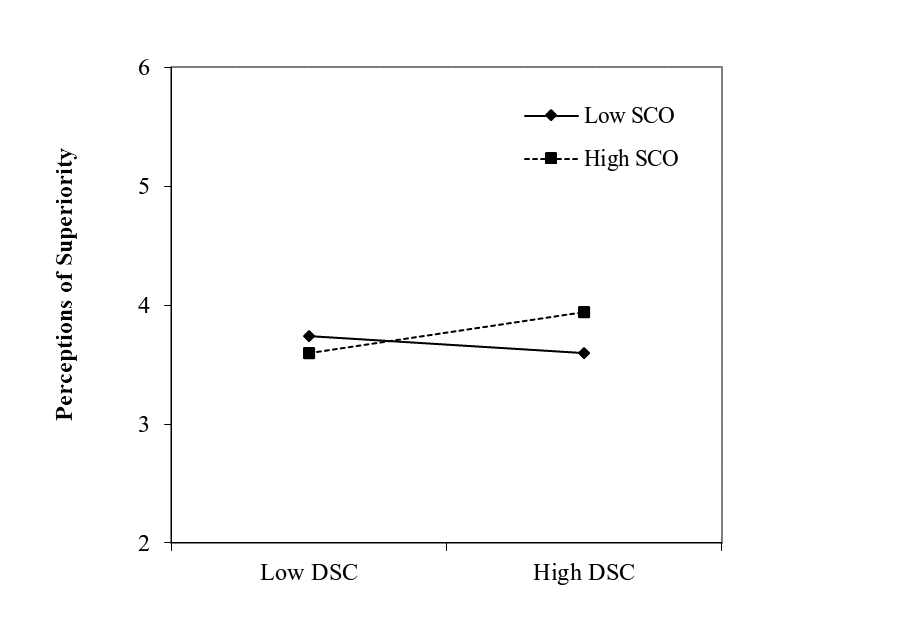 6
Low SCO
High SCO
5
Perceptions of Superiority
4
3
2
Low DSC
High DSC